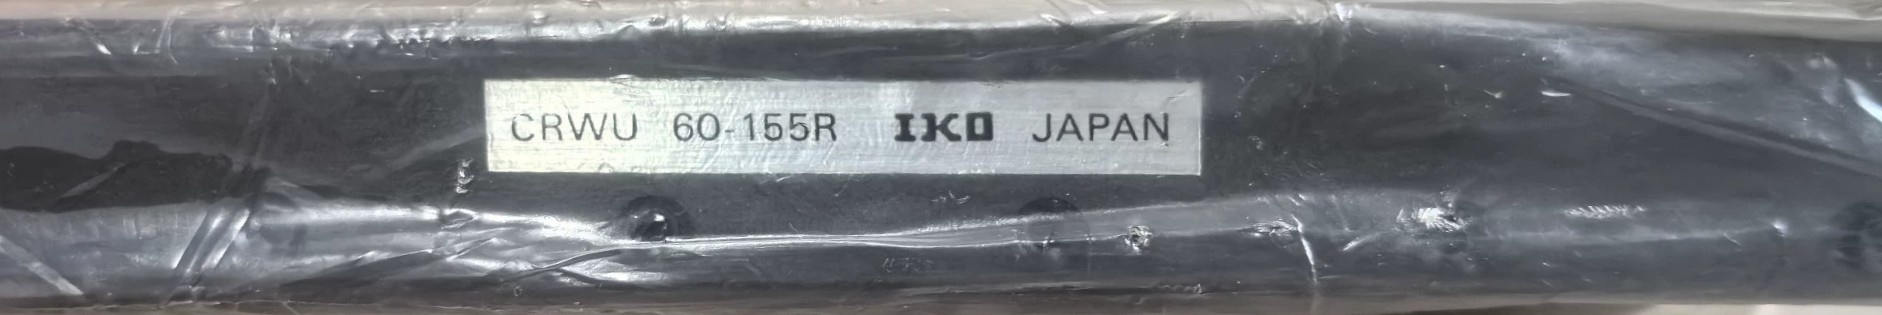 CRWU 60-155R IKO JAPAN